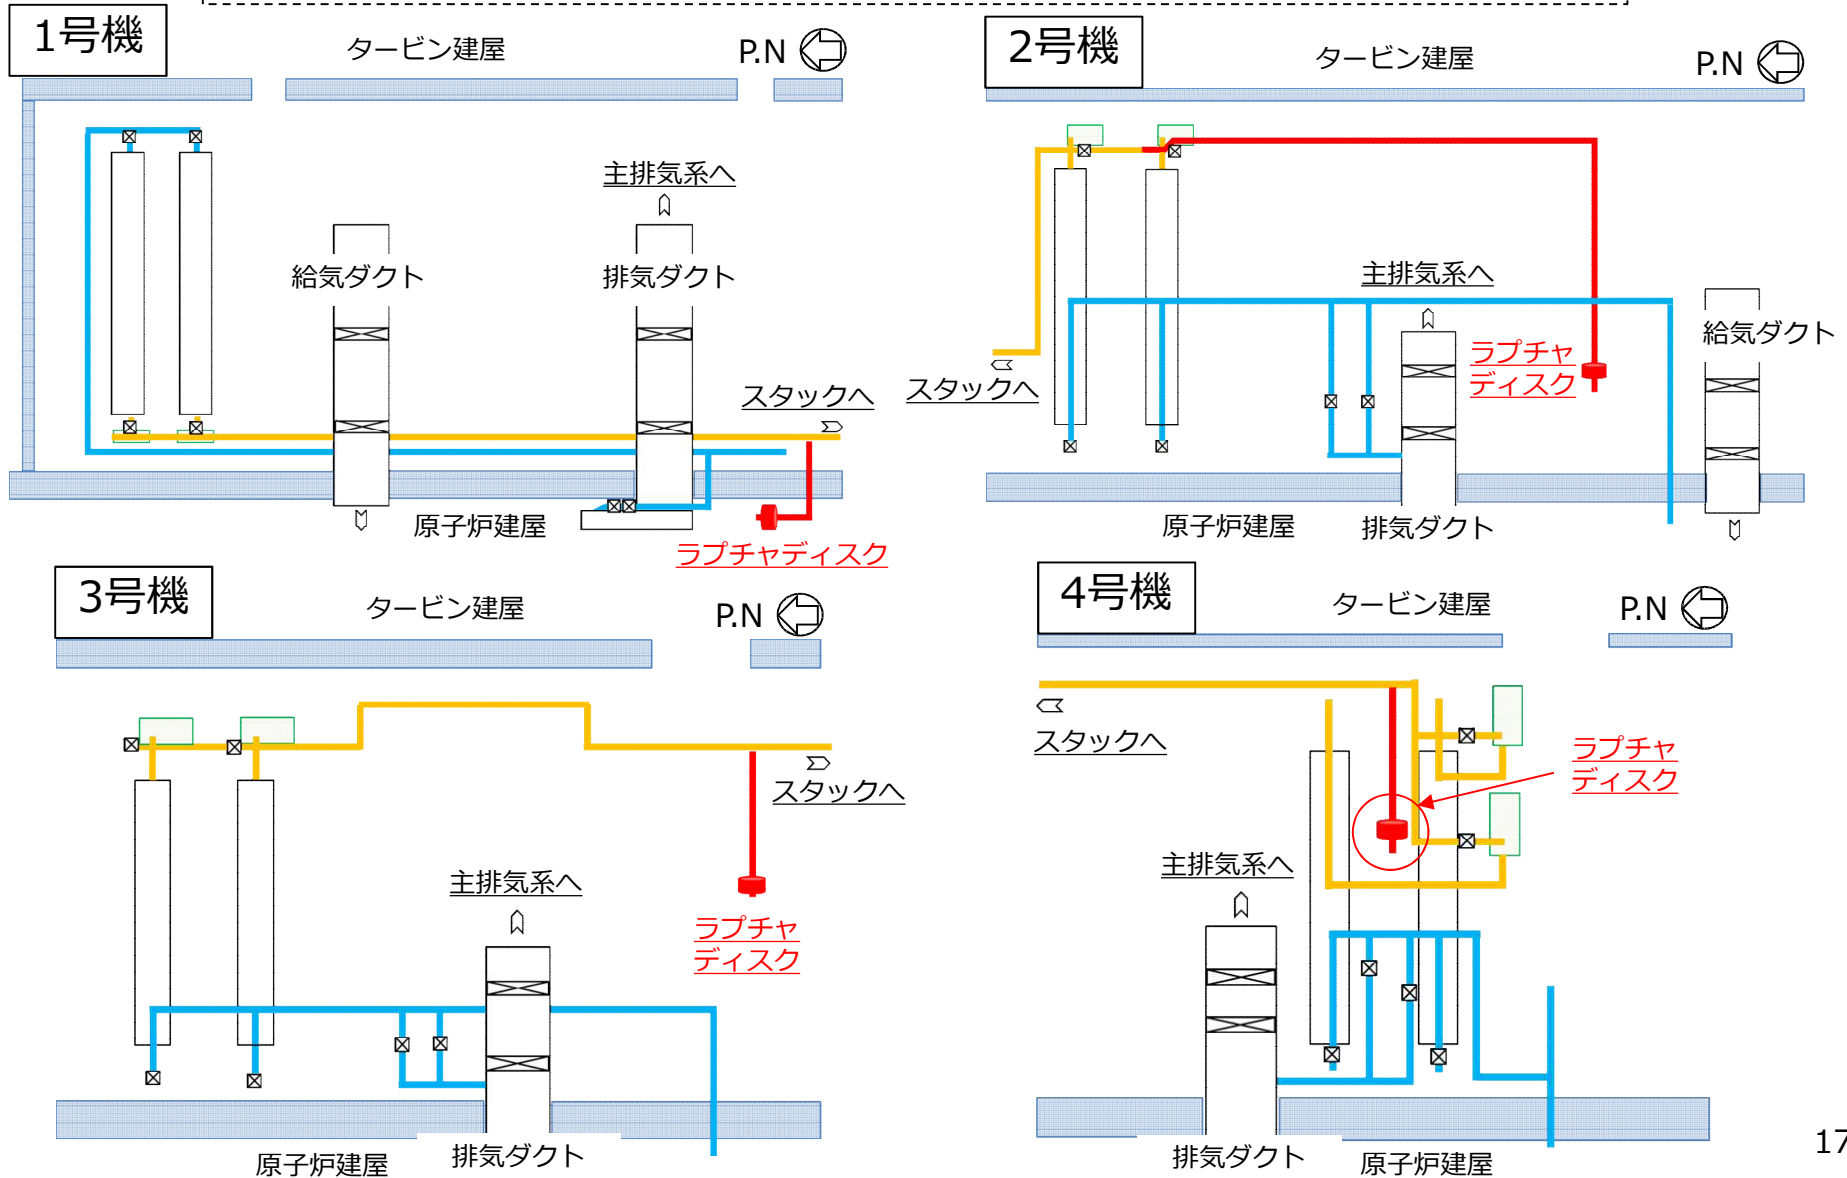 1号機
タービン建屋
P.N
主排気系へ
給気ダクト
排気ダクト
スタックへ
原子炉建屋
ラプチャディスク
2号機
タービン建屋
P.N
主排気系へ
給気ダクト
ラプチャ
ディスク
スタックへ
原子炉建屋
排気ダクト
3号機
タービン建屋
P.N
スタックへ
主排気系へ
ラプチャ
ディスク
原子炉建屋
排気ダクト
4号機
タービン建屋
P.N
スタックへ
ラプチャ
ディスク
主排気系へ
排気ダクト
原子炉建屋
17